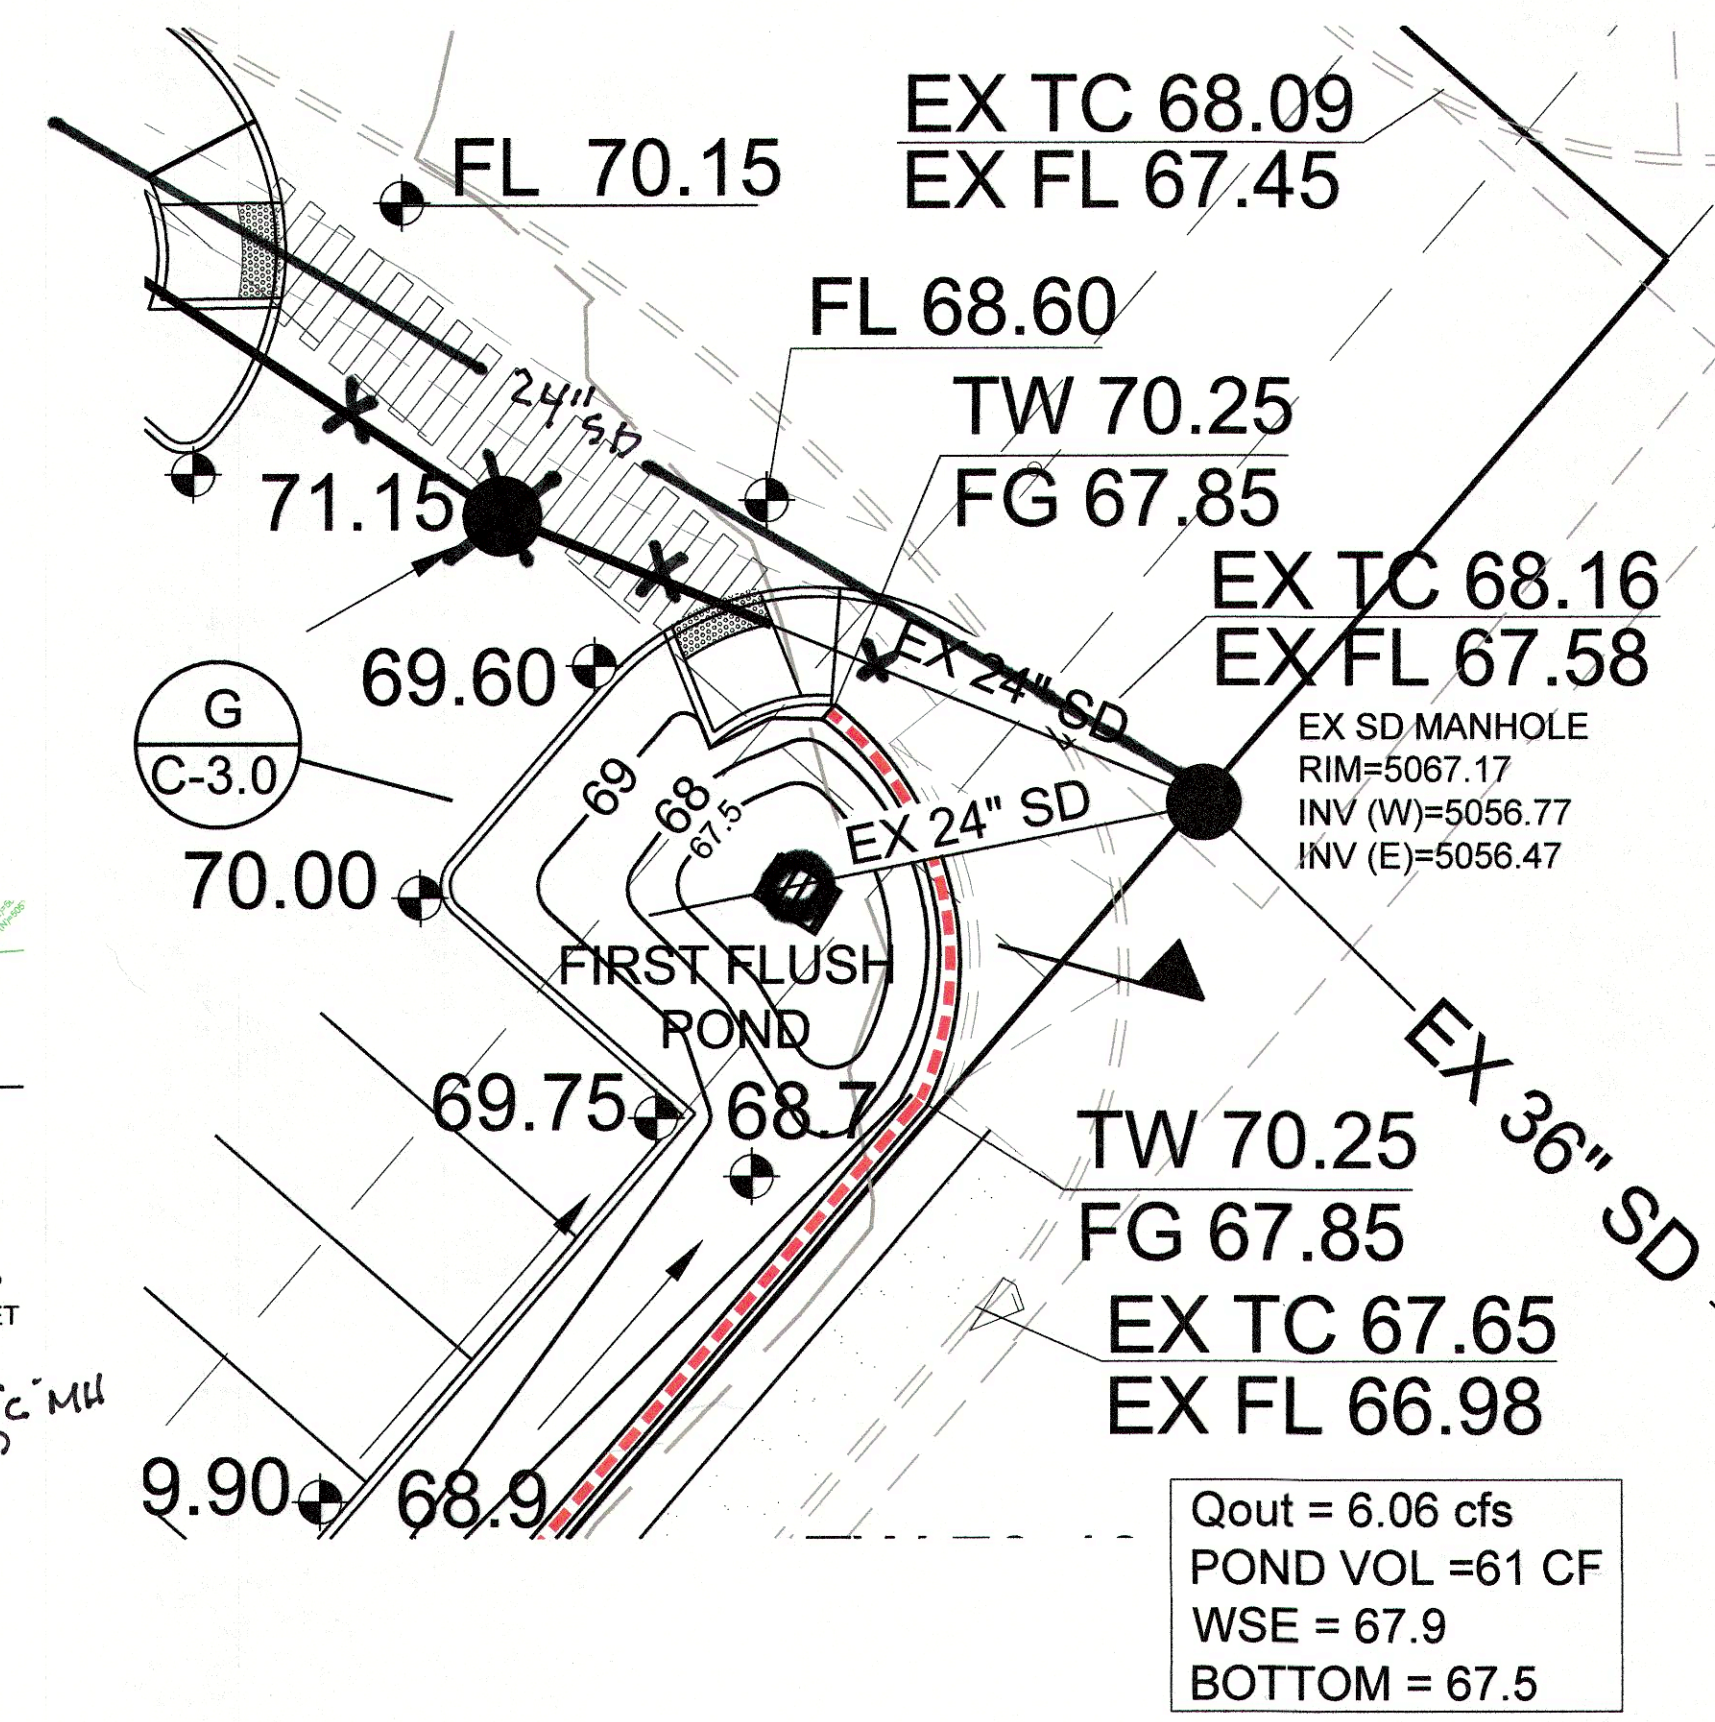 EX TC 68.09
EX FL 67.45
FL 70.15
FL 68.60
TW 70.25
FG 67.85
24" SD
71.15
EX TC 68.16
EX FL 67.58
EX 24" SD
69.60
EX SD MANHOLE
RIM=5067.17
INV (W)=5056.77
INV (E)=5056.47
G
C-3.0
69
68
67.5
EX 24" SD
70.00
FIRST FLUSH
POND
EX 36" SD
69.75
68.7
TW 70.25
FG 67.85
EX TC 67.65
EX FL 66.98
ET
MH
9.90
68.9
Qout = 6.06 cfs
POND VOL =61 CF
WSE = 67.9
BOTTOM = 67.5